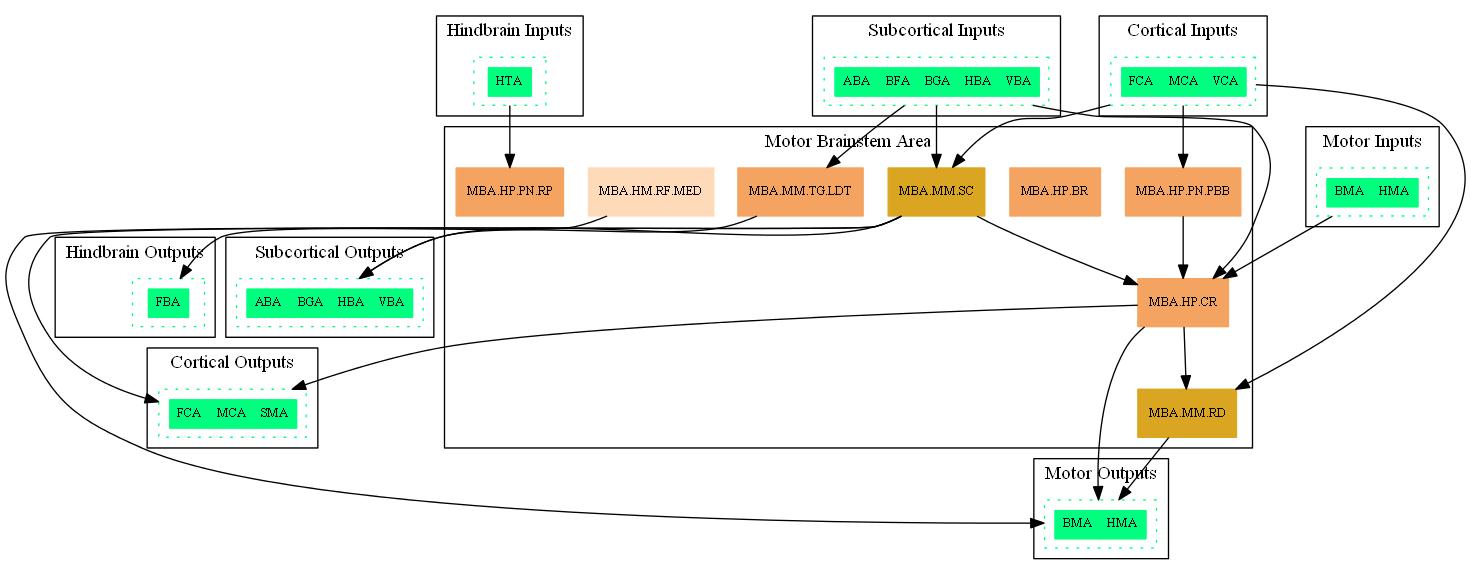 Hindbrain Inputs
Subcortical Inputs
Cortical Inputs
HTA
ABA BFA BGA HBA VBA
FCA MCA VCA
Motor Brainstem Area
Motor Inputs
MBA.HP.PN.RP
MBA.HM.RF.MED
MBA.MM.TG.LDT
MBA.MM.SC
MBA.HP.BR
MBA.HP.PN.PBB
BMA HMA
Hindbrain Outputs
Subcortical Outputs
FBA
ABA BGA HBA VBA
MBA.HP.CR
Cortical Outputs
FCA MCA SMA
MBA.MM.RD
Motor Outputs
BMA HMA